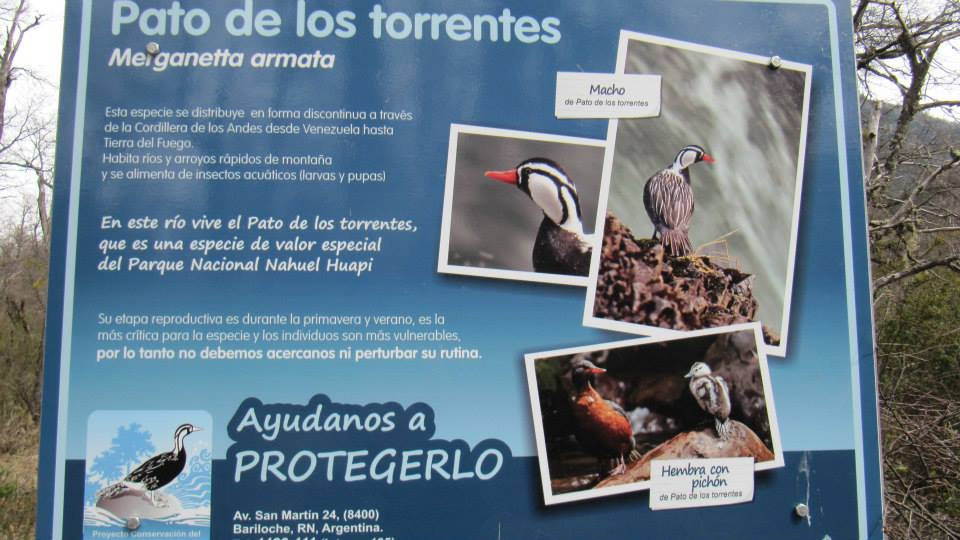 Pato de los torrentes
Merganetta armata
Esta especie se distribuye en forma discontinua a través
de la Cordillera de los Andes desde Venezuela hasta
Tierra del Fuego.
Habita ríos y arroyos rápidos de montaña
y se alimenta de insectos acuáticos (larvas y pupas)
En este río vive el Pato de los torrentes,
que es una especie de valor especial
del Parque Nacional Nahuel Huapi
Su etapa reproductiva es durante la primavera y verano, es la
más crítica para la especie y los individuos son más vulnerables,
por lo tanto no debemos acercanos ni perturbar su rutina.
Macho
de Pato de los torrentes
Hembra con
pichón
de Pato de los torrentes
Ayudanos a
PROTEGERLO
Av. San Martín 24, (8400)
Bariloche, RN, Argentina.
Proyecto Conservación del